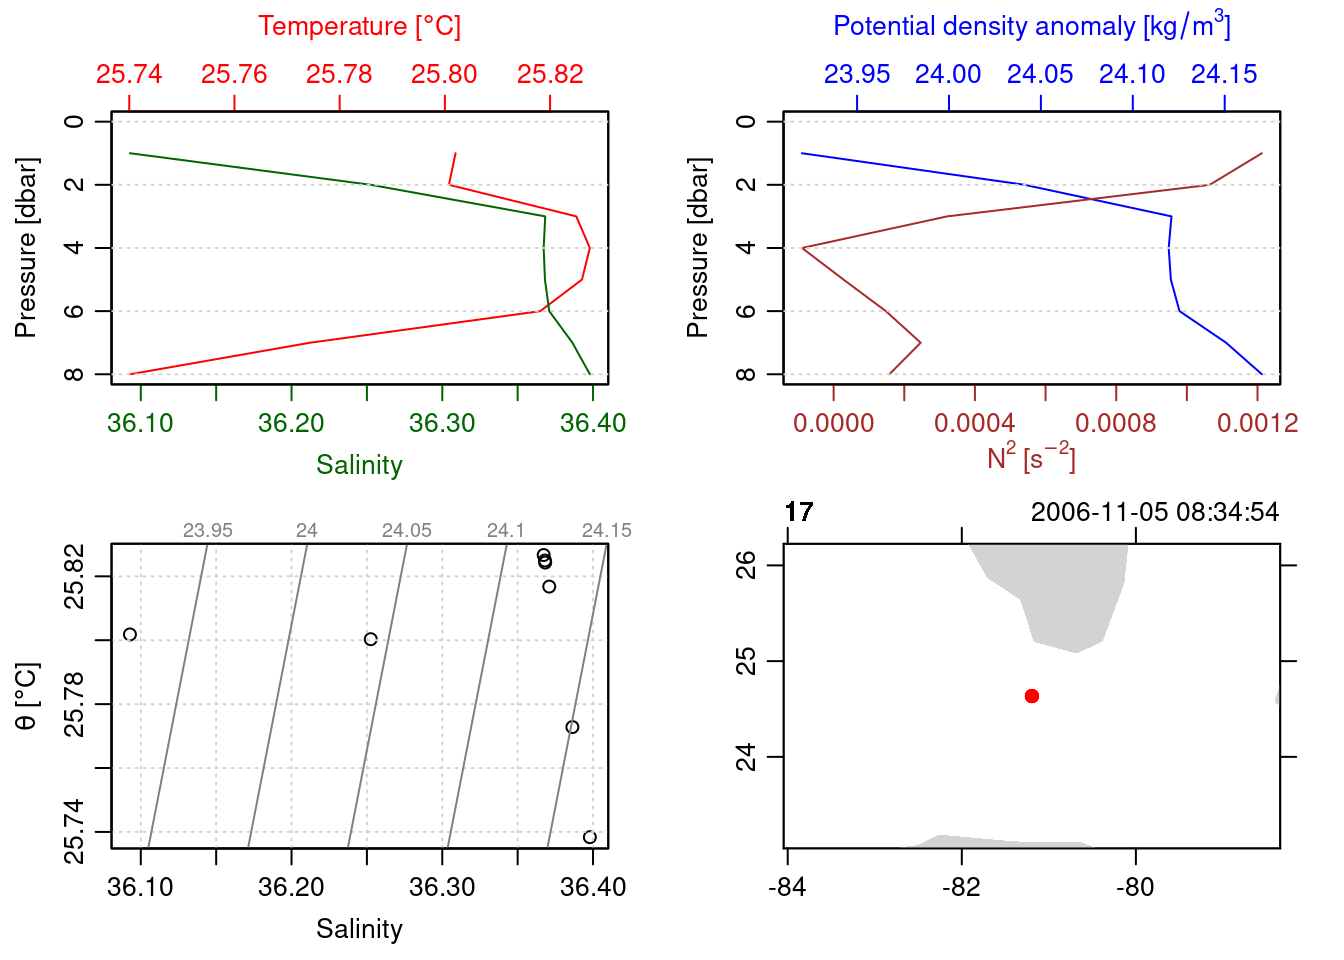 Temperature [°C]
25.74 25.76 25.78 25.80 25.82
Pressure [dbar]
0
2
4
6
8
36.10 36.20 36.30 36.40
Salinity
Potential density anomaly [kg/m³]
23.95 24.00 24.05 24.10 24.15
Pressure [dbar]
0
2
4
6
8
0.0000 0.0004 0.0008 0.0012
N² [s⁻²]
23.95 24 24.05 24.1 24.15
θ [°C]
25.82
25.78
25.74
36.10 36.20 36.30 36.40
Salinity
17 2006-11-05 08:34:54
26
25
24
-84 -82 -80